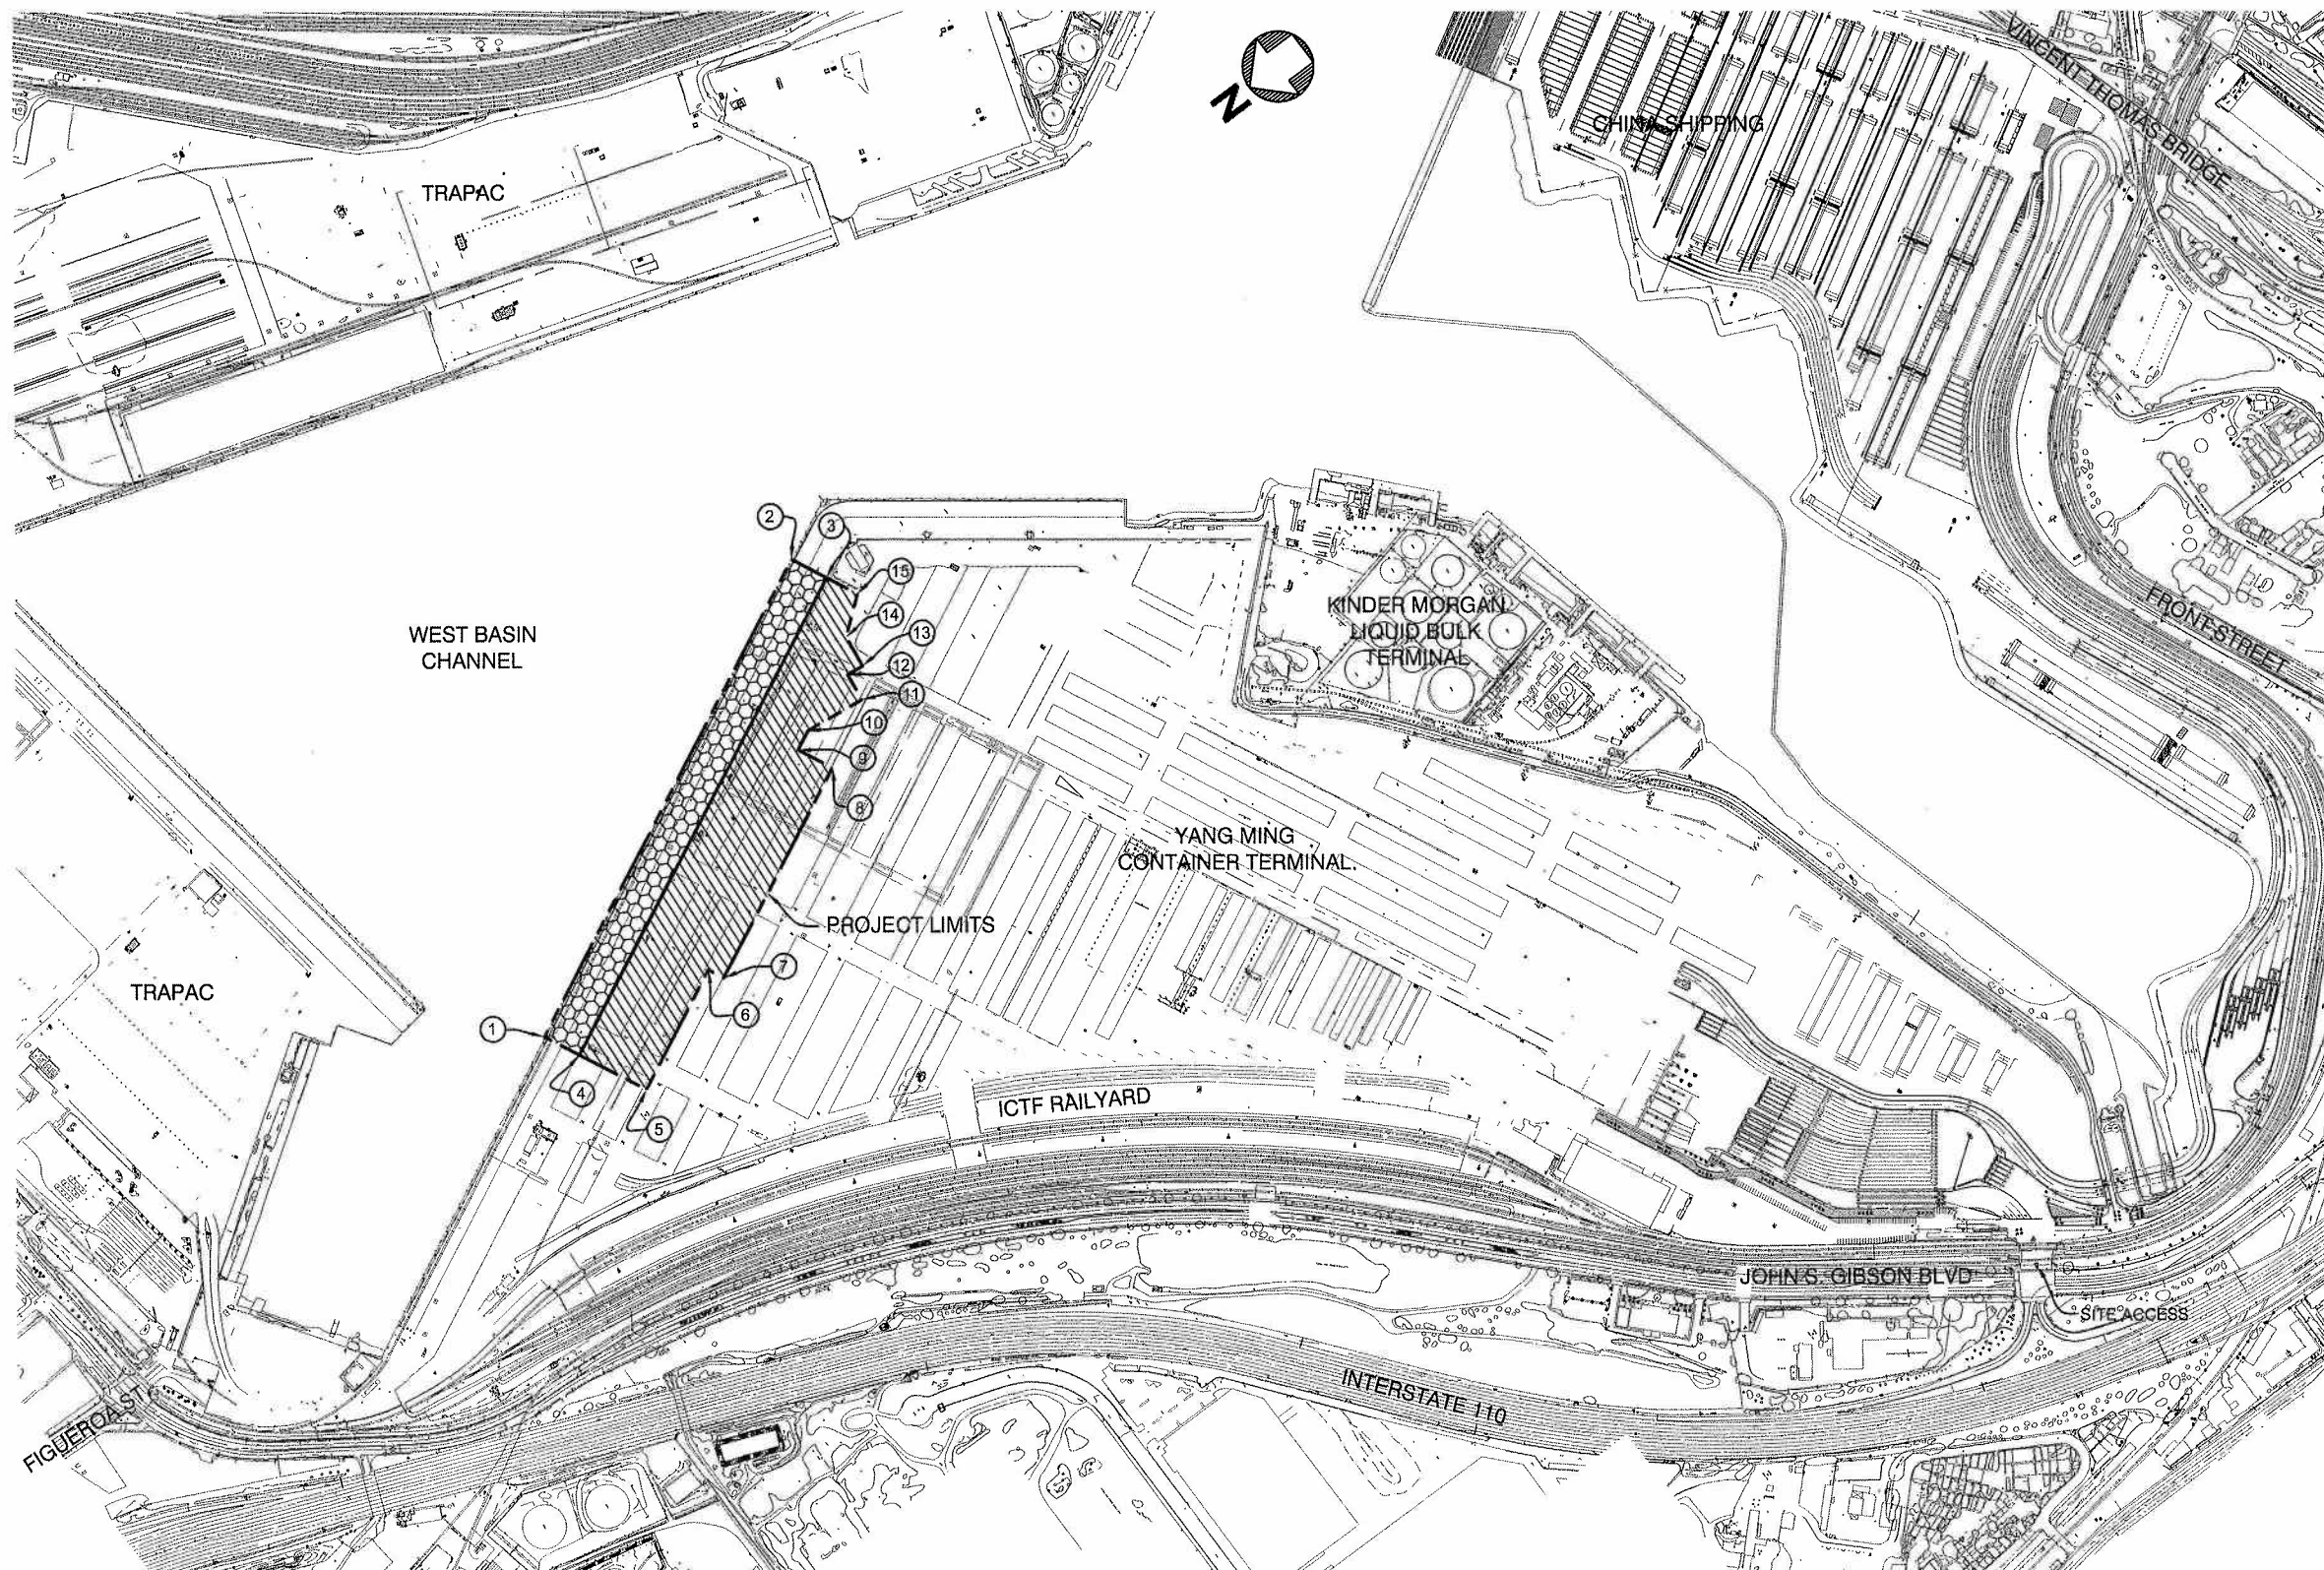 N
VINCENT THOMAS BRIDGE
CHINA SHIPPING
TRAPAC
2
3
15
14
13
12
11
10
9
8
KINDER MORGAN
LIQUID BULK
TERMINAL
FRONT STREET
WEST BASIN
CHANNEL
YANG MING
CONTAINER TERMINAL.
PROJECT LIMITS
7
6
TRAPAC
1
4
5
ICTF RAILYARD
JOHN S. GIBSON BLVD
SITE ACCESS
INTERSTATE 110
FIGUEROA ST